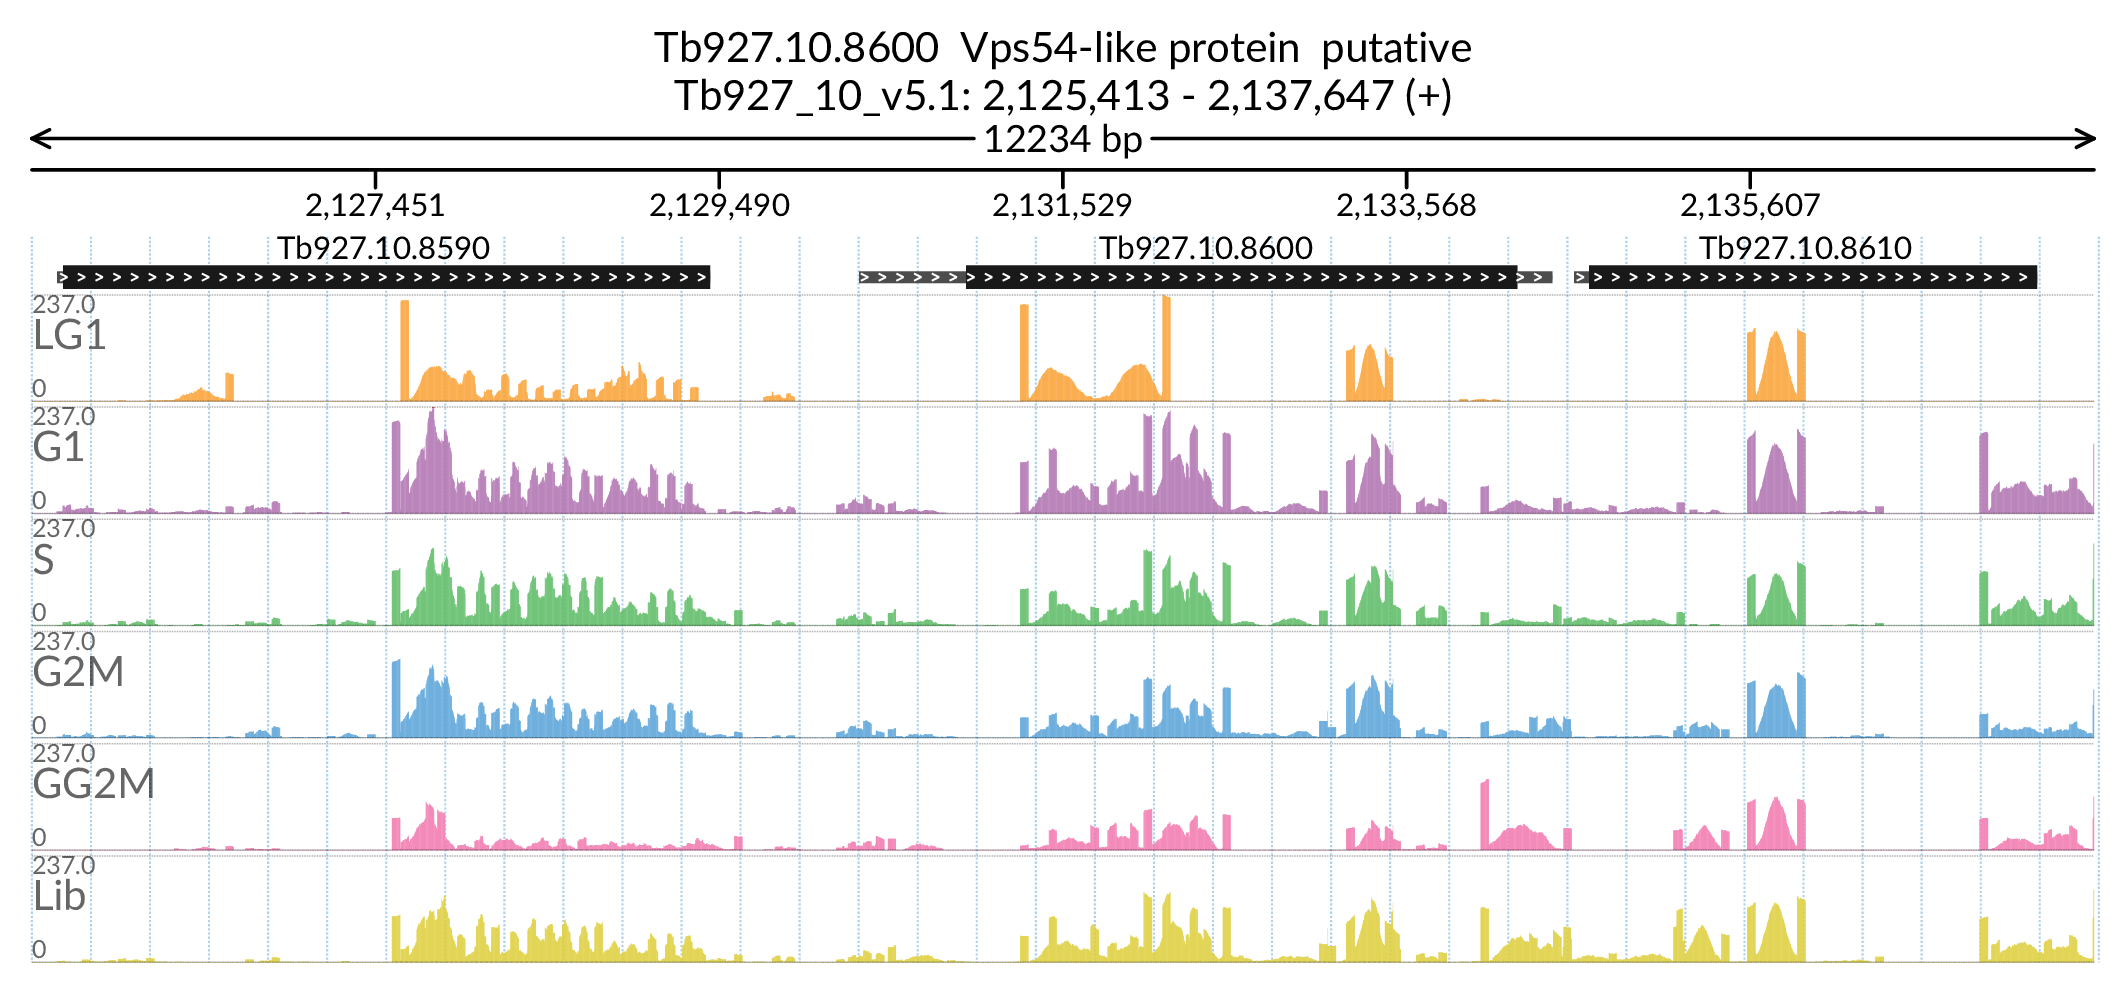 Tb927.10.8600 Vps54-like protein putative
Tb927_10_v5.1: 2,125,413 - 2,137,647 (+)
12234 bp
2,127,451 2,129,490 2,131,529 2,133,568 2,135,607
Tb927.10.8590 Tb927.10.8600 Tb927.10.8610
237.0
LG1
0
237.0
G1
0
237.0
S
0
237.0
G2M
0
237.0
GG2M
0
237.0
Lib
0